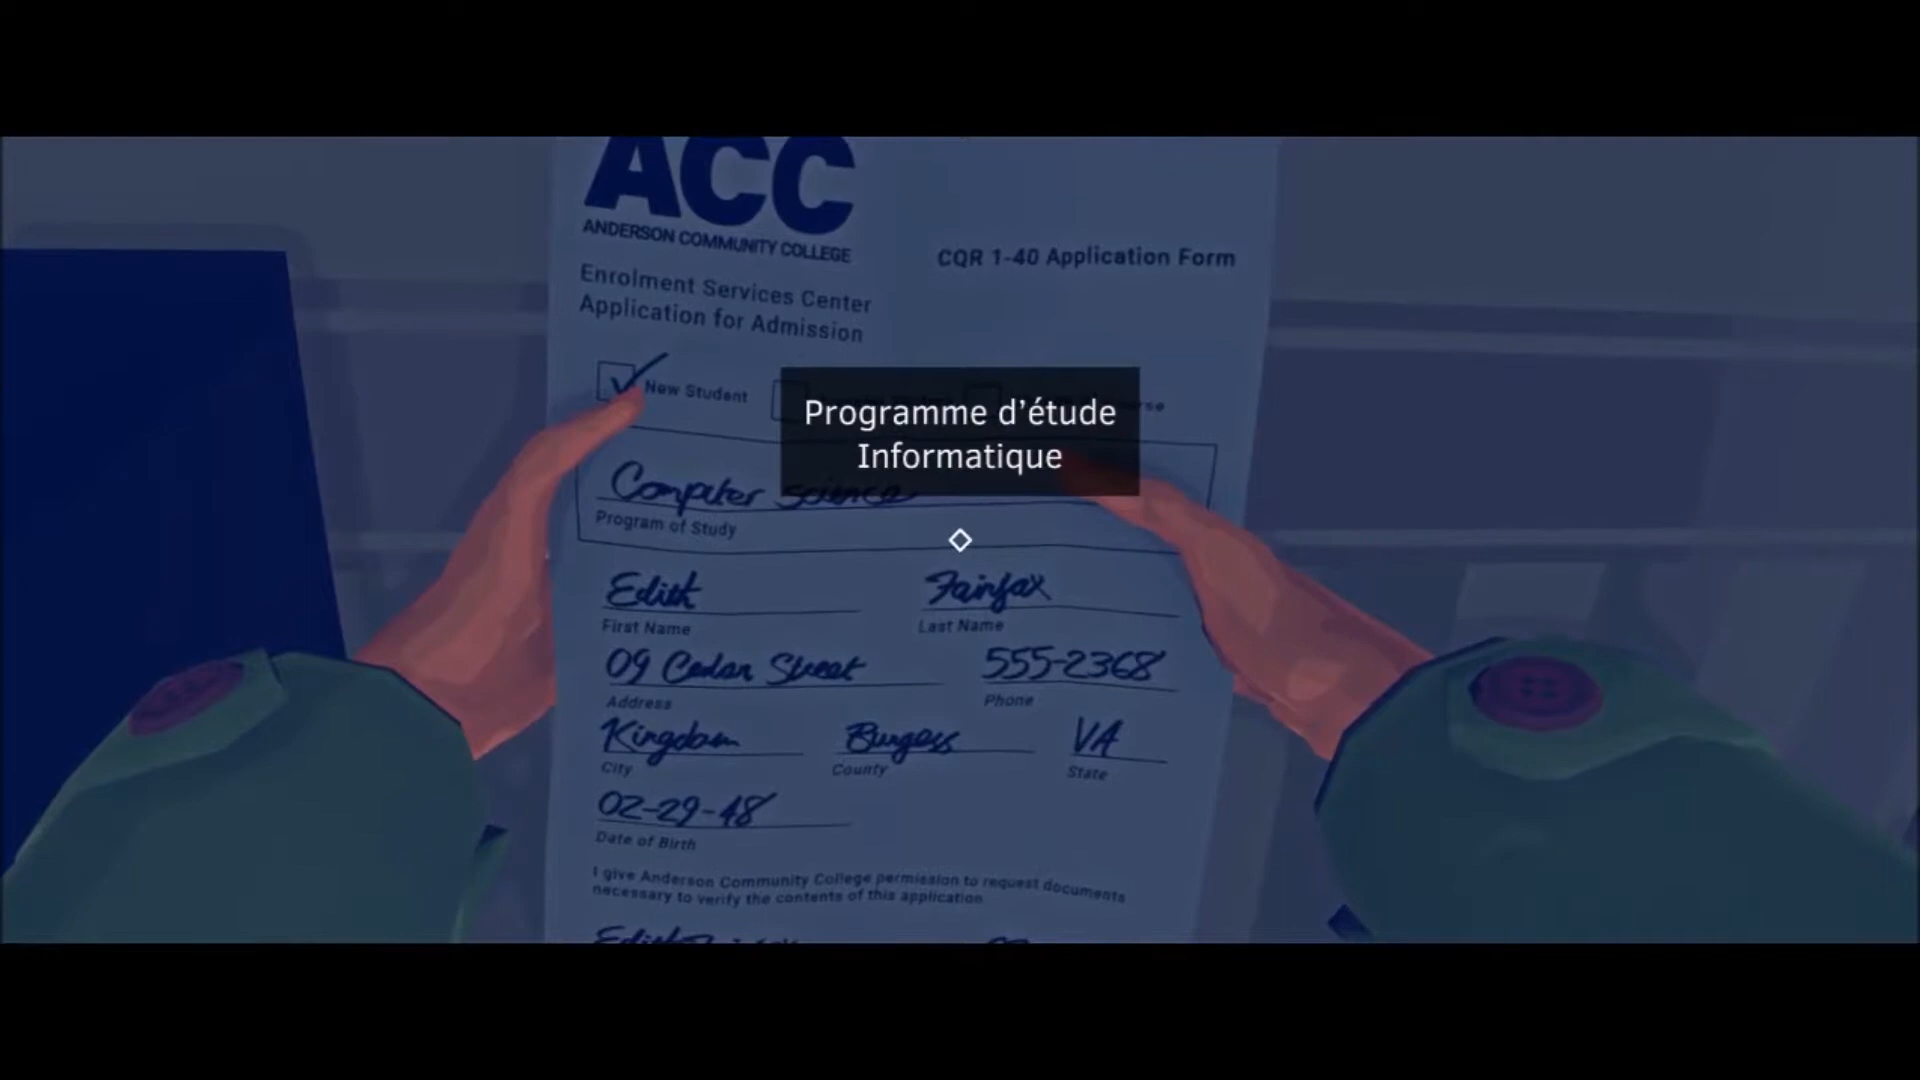 ACC
ANDERSON COMMUNITY COLLEGE
CQR 1-40 Application Form
Enrolment Services Center
Application for Admission
New Student
Programme d'étude
Informatique
Computer Science
Program of Study
Edith Fairfax
First Name Last Name
09 Cedar Street 555-2368
Address Phone
Kingdom Burgess VA
City County State
02-29-48
Date of Birth
I give Anderson Community College permission to request documents
necessary to verify the contents of this application